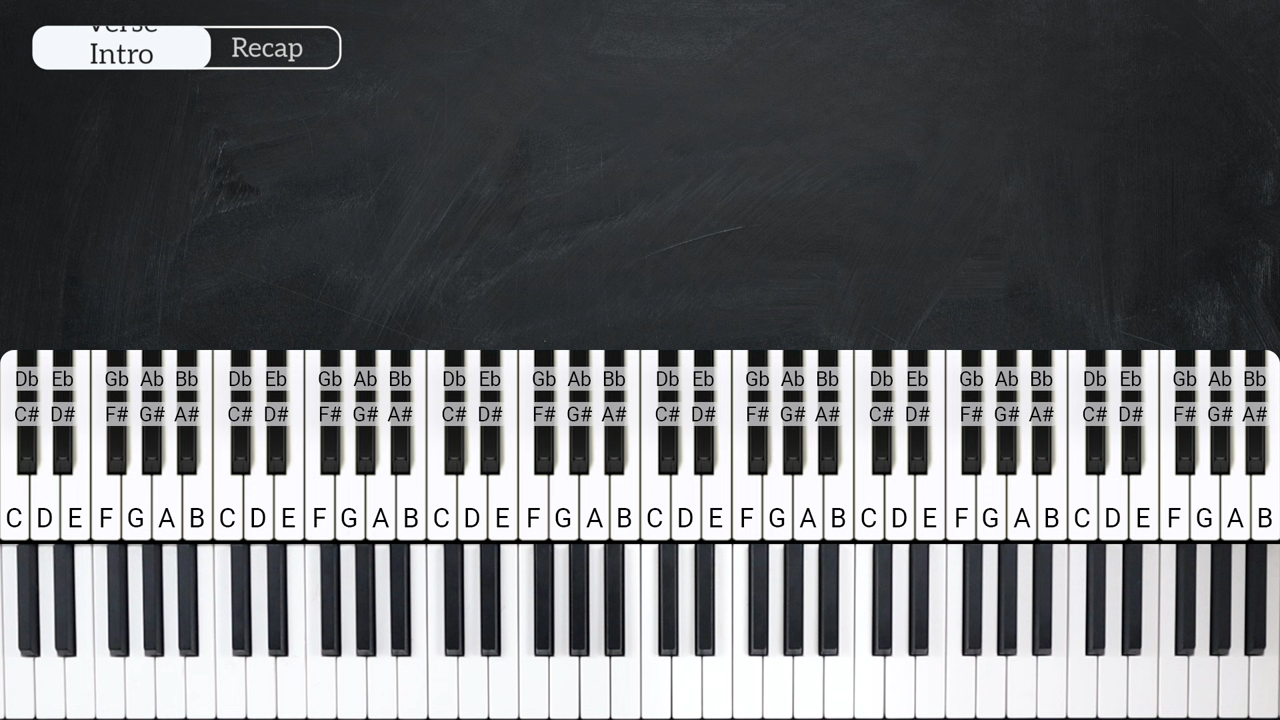 Verse
Intro Recap
Db Eb Gb Ab Bb Db Eb Gb Ab Bb Db Eb Gb Ab Bb Db Eb Gb Ab Bb Db Eb Gb Ab Bb Db Eb Gb Ab Bb
C# D# F# G# A# C# D# F# G# A# C# D# F# G# A# C# D# F# G# A# C# D# F# G# A# C# D# F# G# A#
C D E F G A B C D E F G A B C D E F G A B C D E F G A B C D E F G A B C D E F G A B